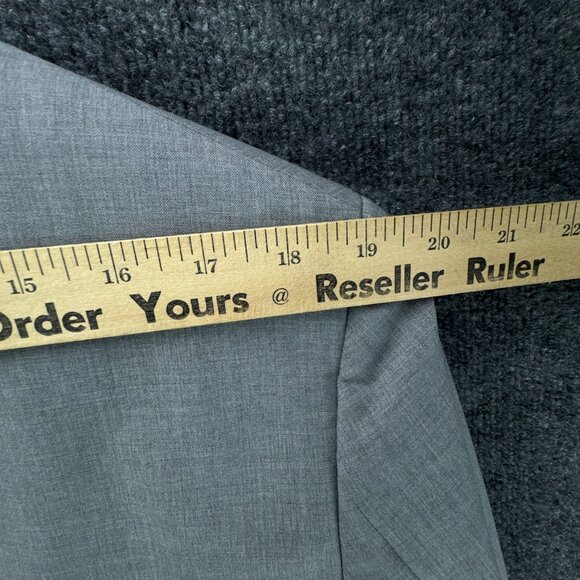 15 16 17 18 19 20 21 22
Order Yours @ Reseller Ruler